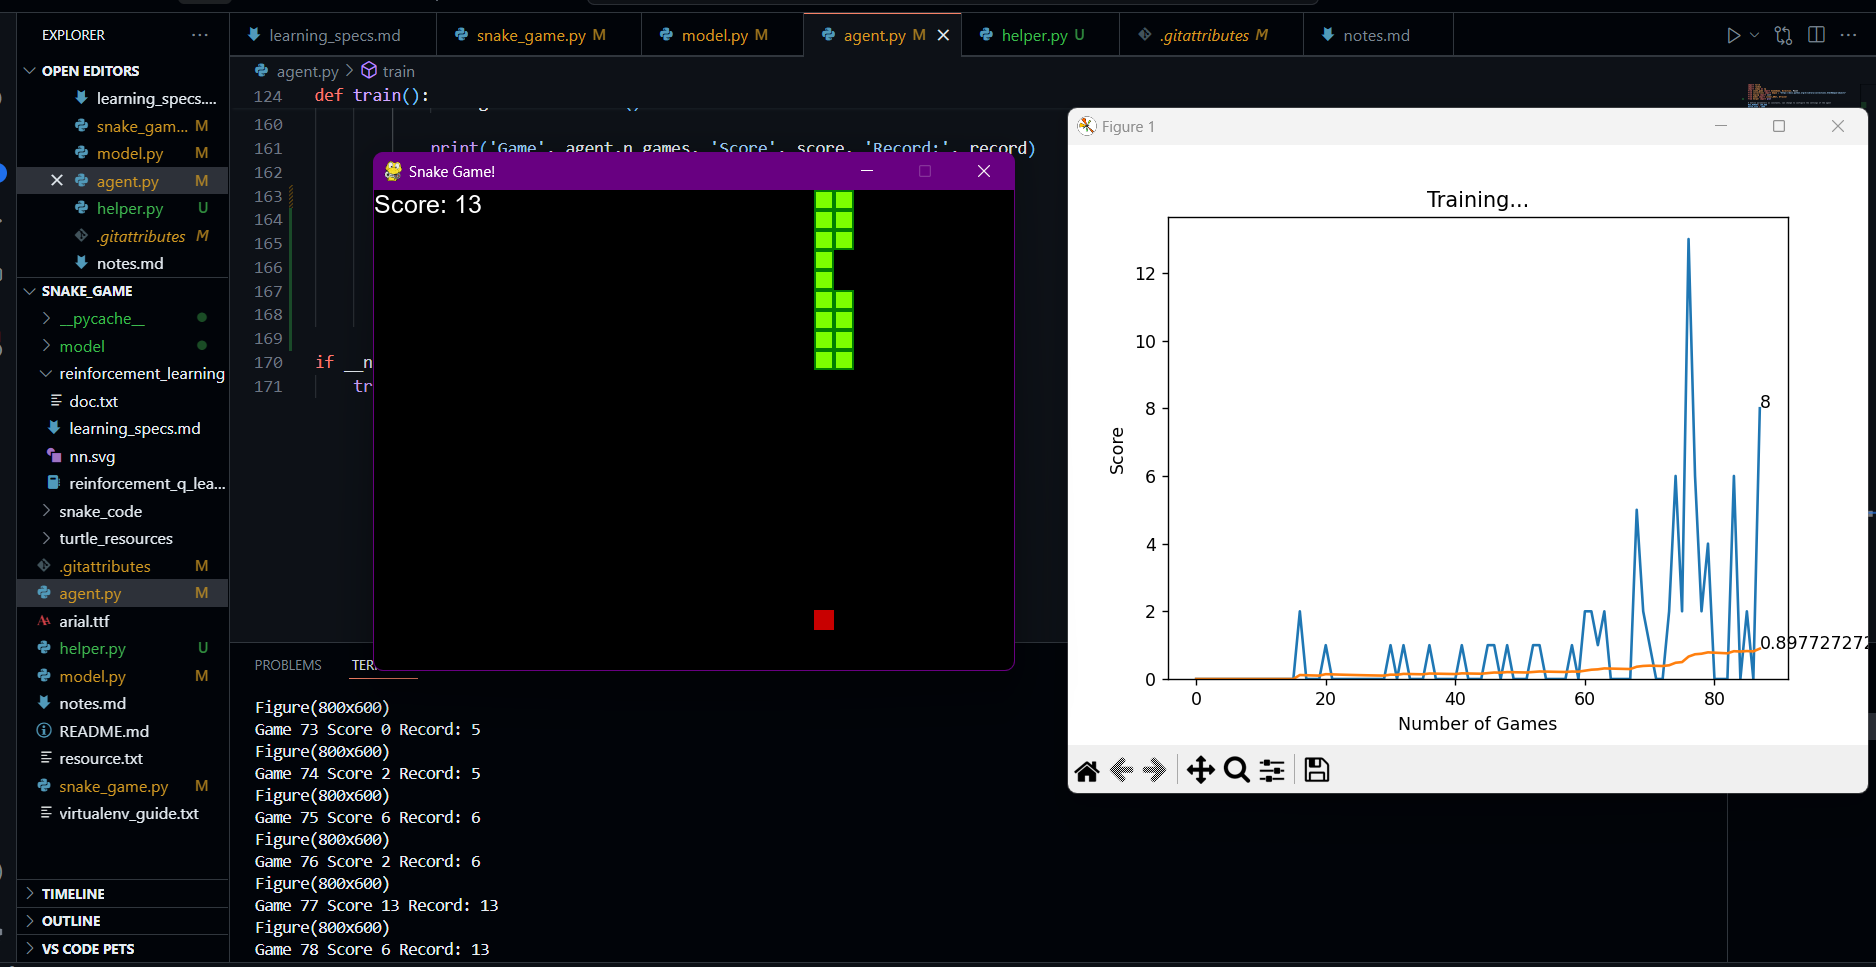 EXPLORER
···
OPEN EDITORS
learning_specs....
snake_gam... M
model.py M
agent.py M
helper.py U
.gitattributes M
notes.md
SNAKE_GAME
__pycache__
model
reinforcement_learning
doc.txt
learning_specs.md
nn.svg
reinforcement_q_lea...
snake_code
turtle_resources
.gitattributes M
agent.py M
arial.ttf
helper.py U
model.py M
notes.md
README.md
resource.txt
snake_game.py M
virtualenv_guide.txt
TIMELINE
OUTLINE
VS CODE PETS
learning_specs.md
snake_game.py M
model.py M
agent.py M
helper.py U
.gitattributes M
notes.md
agent.py > train
124 def train():
160
161 print('Game', agent.n_games, 'Score', score, 'Record:', record)
162
163
164
165
166
167
168
169
170 if __n
171 tr
Snake Game!
Score: 13
PROBLEMS
TER
Figure(800x600)
Game 73 Score 0 Record: 5
Figure(800x600)
Game 74 Score 2 Record: 5
Figure(800x600)
Game 75 Score 6 Record: 6
Figure(800x600)
Game 76 Score 2 Record: 6
Figure(800x600)
Game 77 Score 13 Record: 13
Figure(800x600)
Game 78 Score 6 Record: 13
Figure 1
Training...
12
10
8
6
4
2
0
Score
8
0.897727272
0
20
40
60
80
Number of Games